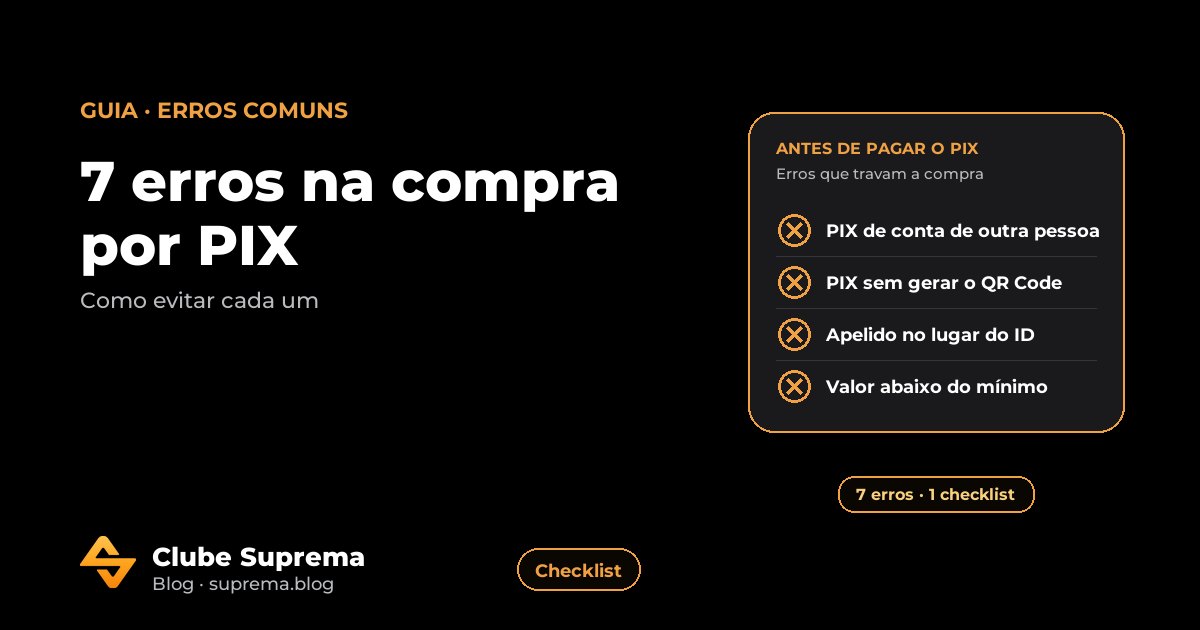 GUIA · ERROS COMUNS
7 erros na compra
por PIX
Como evitar cada um
ANTES DE PAGAR O PIX
Erros que travam a compra
PIX de conta de outra pessoa
PIX sem gerar o QR Code
Apelido no lugar do ID
Valor abaixo do mínimo
7 erros · 1 checklist
Clube Suprema
Blog · suprema.blog
Checklist